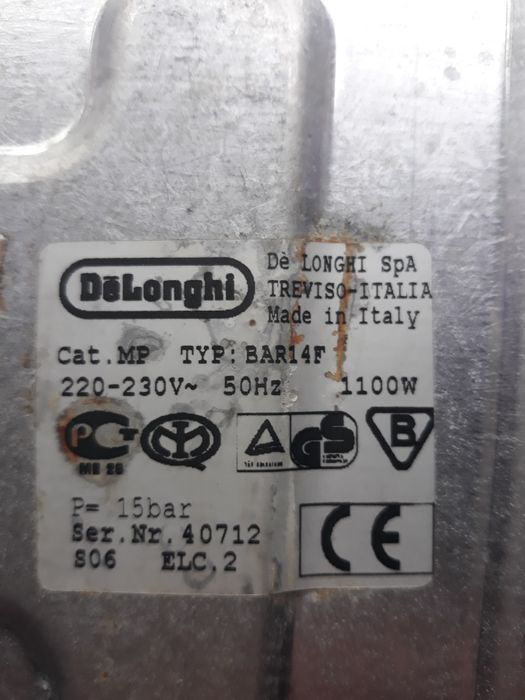 DēLonghi
Dè LONGHI SpA
TREVISO-ITALIA
Made in Italy
Cat.MP TYP: BAR14F
220-230V~ 50Hz 1100W
PCT
ME 28
GS
B
P= 15bar
Ser.Nr. 40712
S06 ELC.2
CE